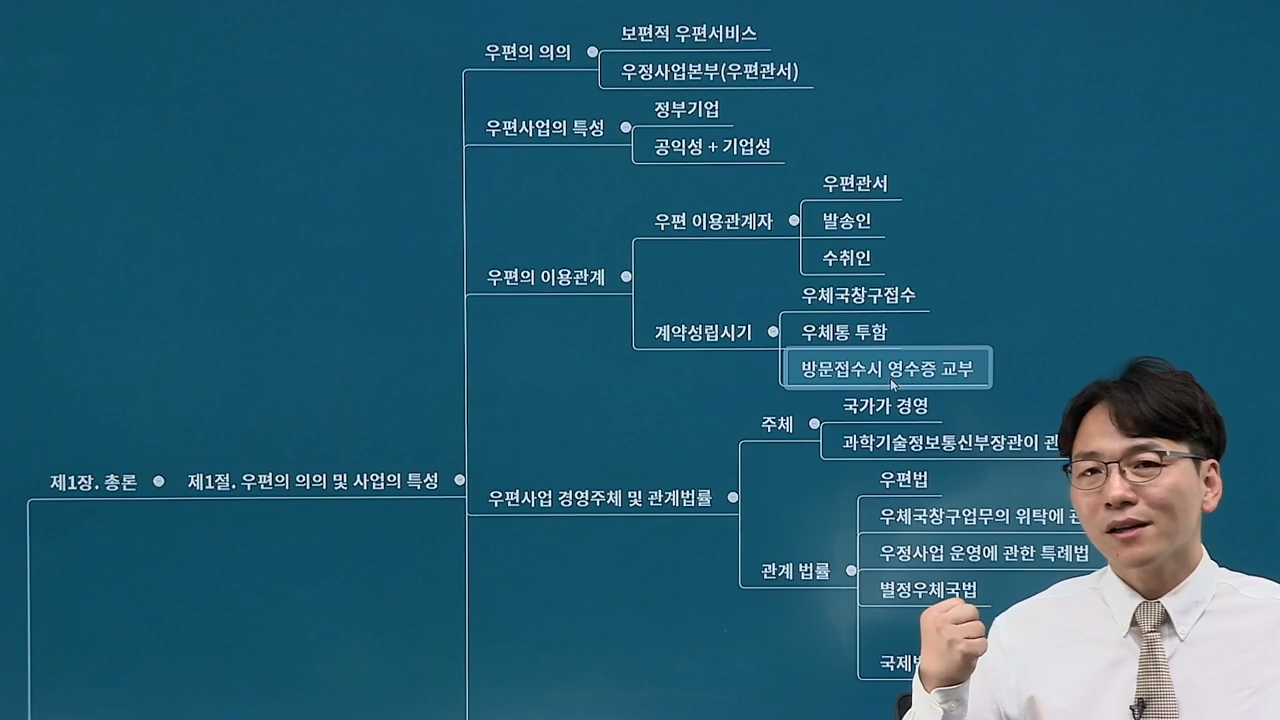 보편적 우편서비스
우편의 의의
우정사업본부(우편관서)
정부기업
우편사업의 특성
공익성 + 기업성
우편관서
우편 이용관계자
발송인
수취인
우편의 이용관계
우체국창구접수
계약성립시기
우체통 투함
방문접수시 영수증 교부
국가가 경영
주체
과학기술정보통신부장관이
제1장. 총론
제1절. 우편의 의의 및 사업의 특성
우편사업 경영주체 및 관계법률
우편법
우체국창구업무의 위탁에
우정사업 운영에 관한 특례법
관계 법률
별정우체국법